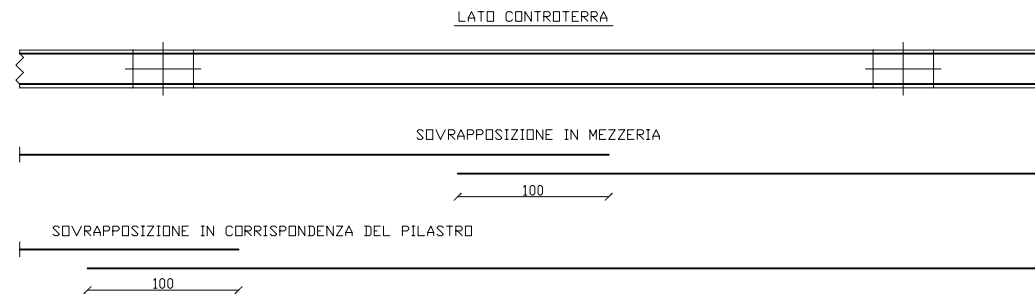 LATO CONTROTERRA
SOVRAPPOSIZIONE IN MEZZERIA
100
SOVRAPPOSIZIONE IN CORRISPONDENZA DEL PILASTRO
100